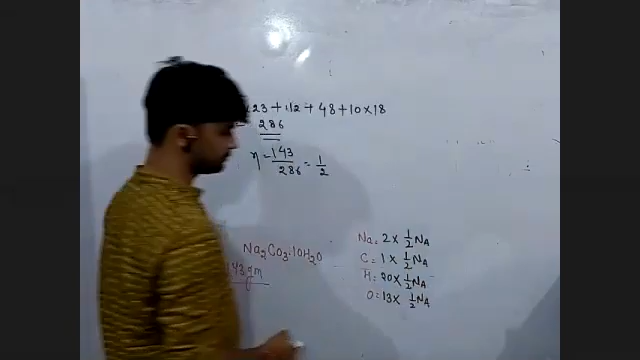 x23 + 12 + 48 + 10 × 18
286
n = 143/286 = 1/2
Na₂CO₃·10H₂O
143 gm
Na = 2 × 1/2 NA
C = 1 × 1/2 NA
H = 20 × 1/2 NA
O = 13 × 1/2 NA